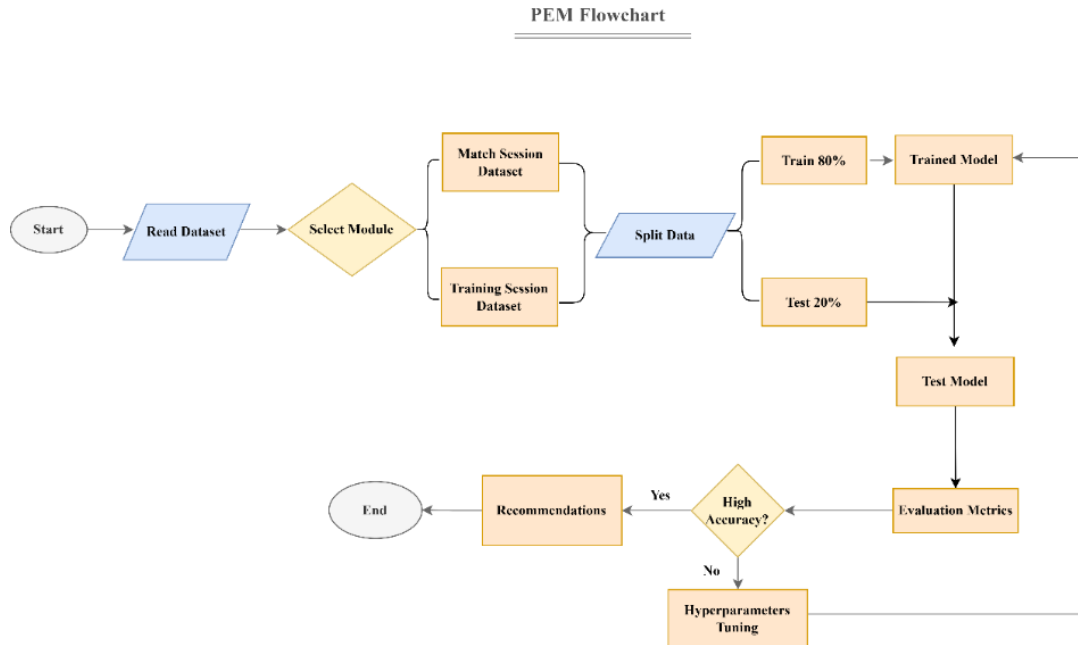 PEM Flowchart
Match Session
Dataset
Train 80%
Trained Model
Start
Read Dataset
Select Module
Split Data
Training Session
Dataset
Test 20%
Test Model
End
Yes
Recommendations
High
Accuracy?
Evaluation Metrics
No
Hyperparameters
Tuning